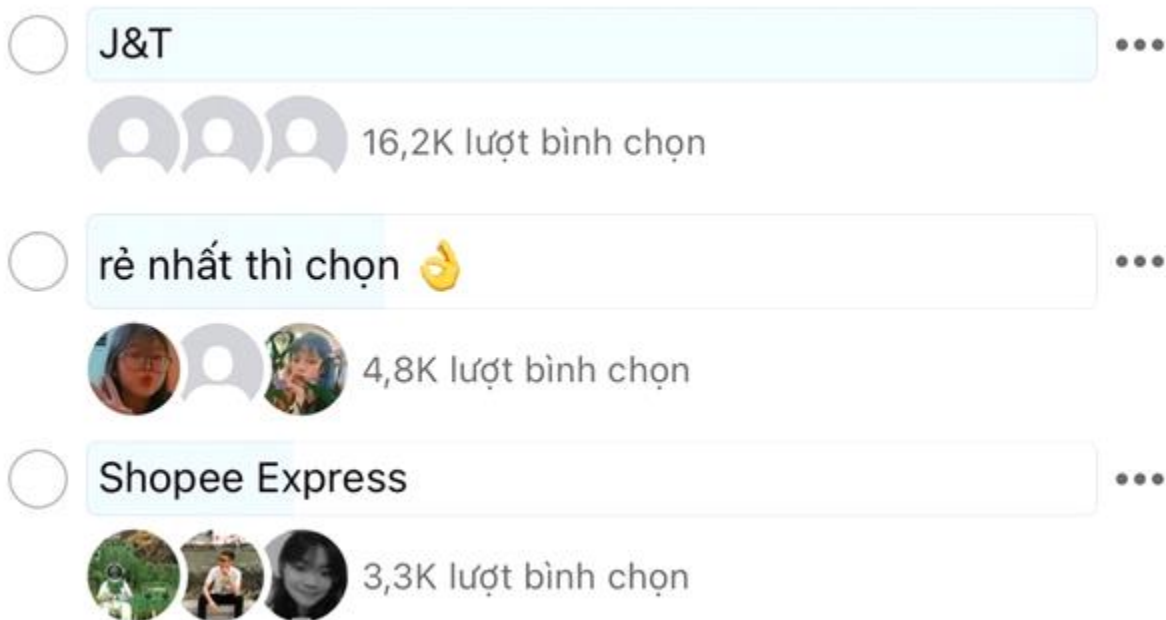 J&T
16,2K lượt bình chọn
rẻ nhất thì chọn 👌
4,8K lượt bình chọn
Shopee Express
3,3K lượt bình chọn